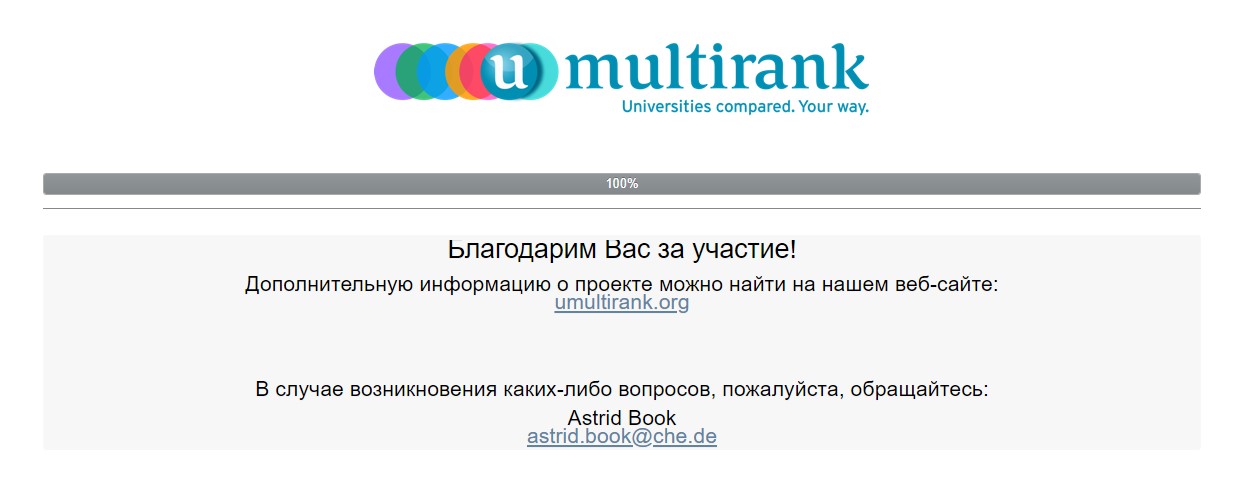 u multirank
Universities compared. Your way.
100%
Благодарим Вас за участие!
Дополнительную информацию о проекте можно найти на нашем веб-сайте:
umultirank.org
В случае возникновения каких-либо вопросов, пожалуйста, обращайтесь:
Astrid Book
astrid.book@che.de